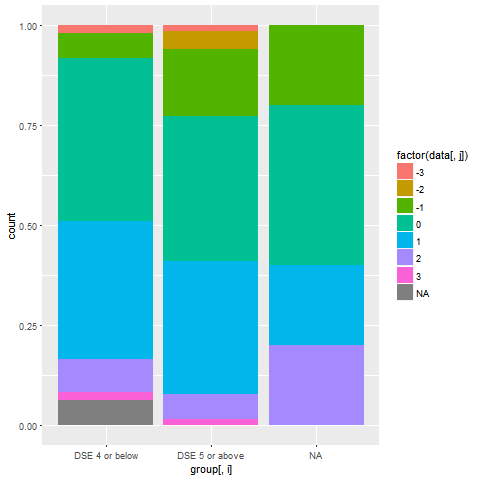 1.00
0.75
0.50
0.25
0.00
count
DSE 4 or below
DSE 5 or above
NA
group[, i]
factor(data[, j])
-3
-2
-1
0
1
2
3
NA